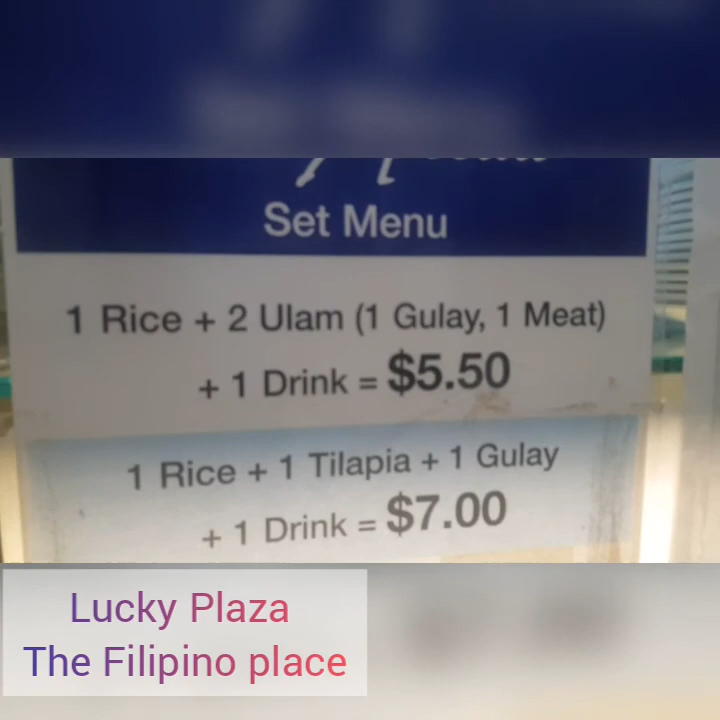 Set Menu
1 Rice + 2 Ulam (1 Gulay, 1 Meat)
+ 1 Drink = $5.50
1 Rice + 1 Tilapia + 1 Gulay
+ 1 Drink = $7.00
Lucky Plaza
The Filipino place